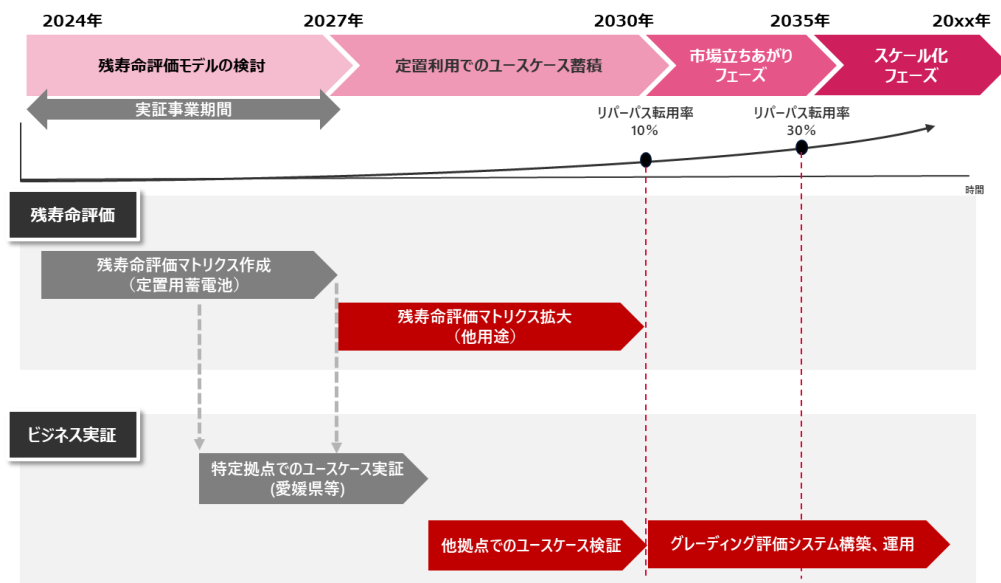 2024年
2027年
2030年
2035年
20xx年
残寿命評価モデルの検討
定置利用でのユースケース蓄積
市場立ちあがり
フェーズ
スケール化
フェーズ
実証事業期間
リパーパス転用率
10%
リパーパス転用率
30%
時間
残寿命評価
残寿命評価マトリクス作成
（定置用蓄電池）
残寿命評価マトリクス拡大
（他用途）
ビジネス実証
特定拠点でのユースケース実証
(愛媛県等)
他拠点でのユースケース検証
グレーディング評価システム構築、運用